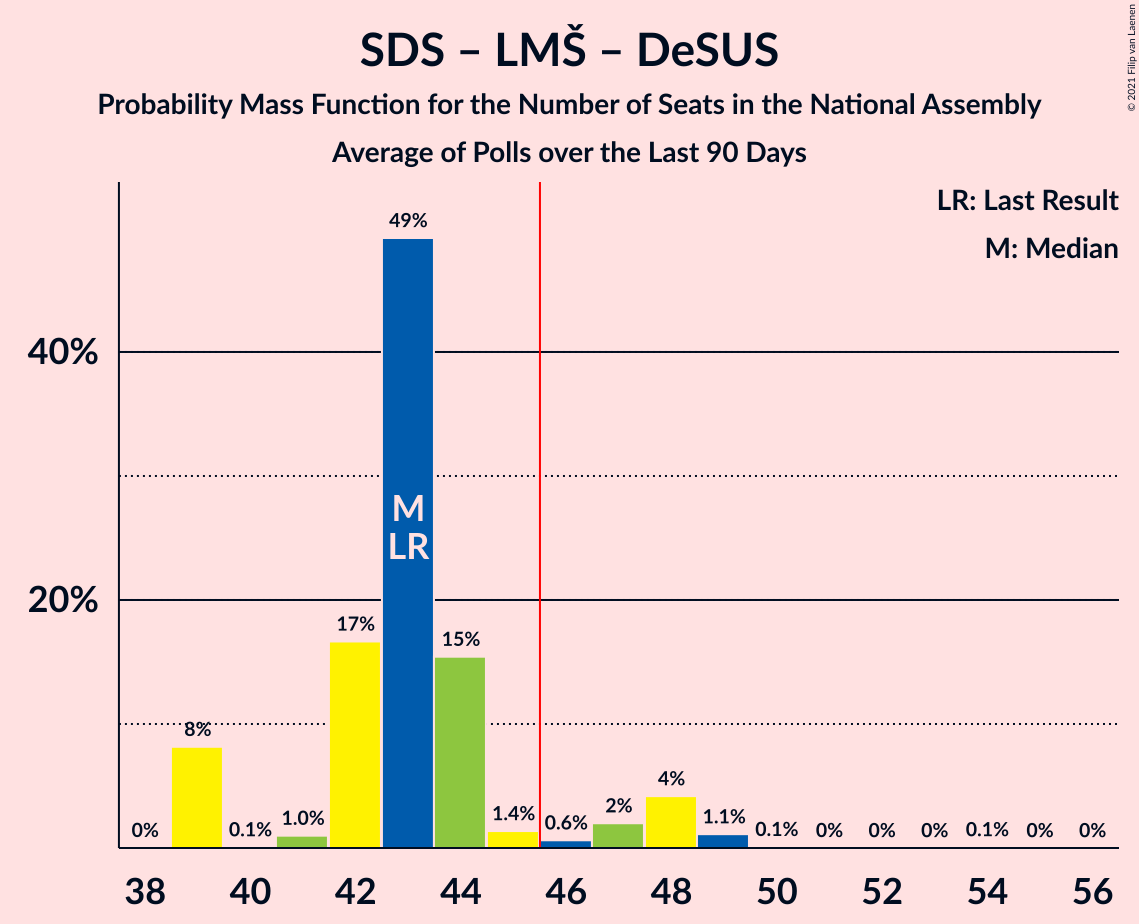 SDS – LMŠ – DeSUS
Probability Mass Function for the Number of Seats in the National Assembly
Average of Polls over the Last 90 Days
© 2021 Filip van Laenen
LR: Last Result
M: Median
40%
20%
0%
8%
0.1%
1.0%
17%
49%
M
LR
15%
1.4%
0.6%
2%
4%
1.1%
0.1%
0%
0%
0%
0.1%
0%
0%
38 40 42 44 46 48 50 52 54 56